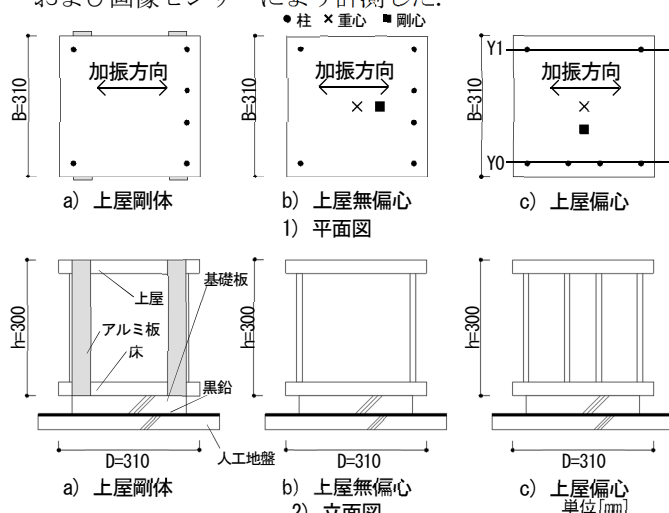 および画像センサーにより計測した.
● 柱 × 重心 ■ 剛心
B=310
加振方向
a) 上屋剛体
B=310
加振方向
b) 上屋無偏心
B=310
Y1
加振方向
Y0
c) 上屋偏心
1) 平面図
h=300
上屋
アルミ板
床
基礎板
黒鉛
人工地盤
D=310
a) 上屋剛体
h=300
D=310
b) 上屋無偏心
h=300
D=310
c) 上屋偏心
2) 立面図
単位[mm]